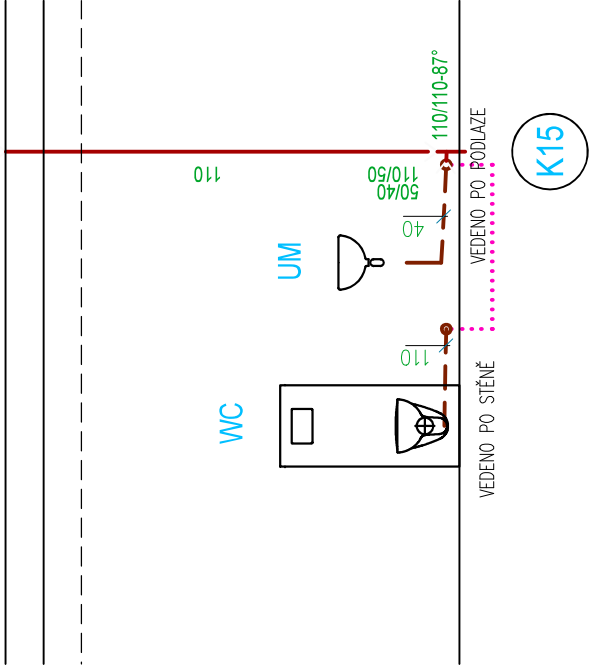 110/110-87°
VEDENO PO PODLAZE
K15
110
110/50
50/40
40
UM
110
WC
VEDENO PO STĚNĚ